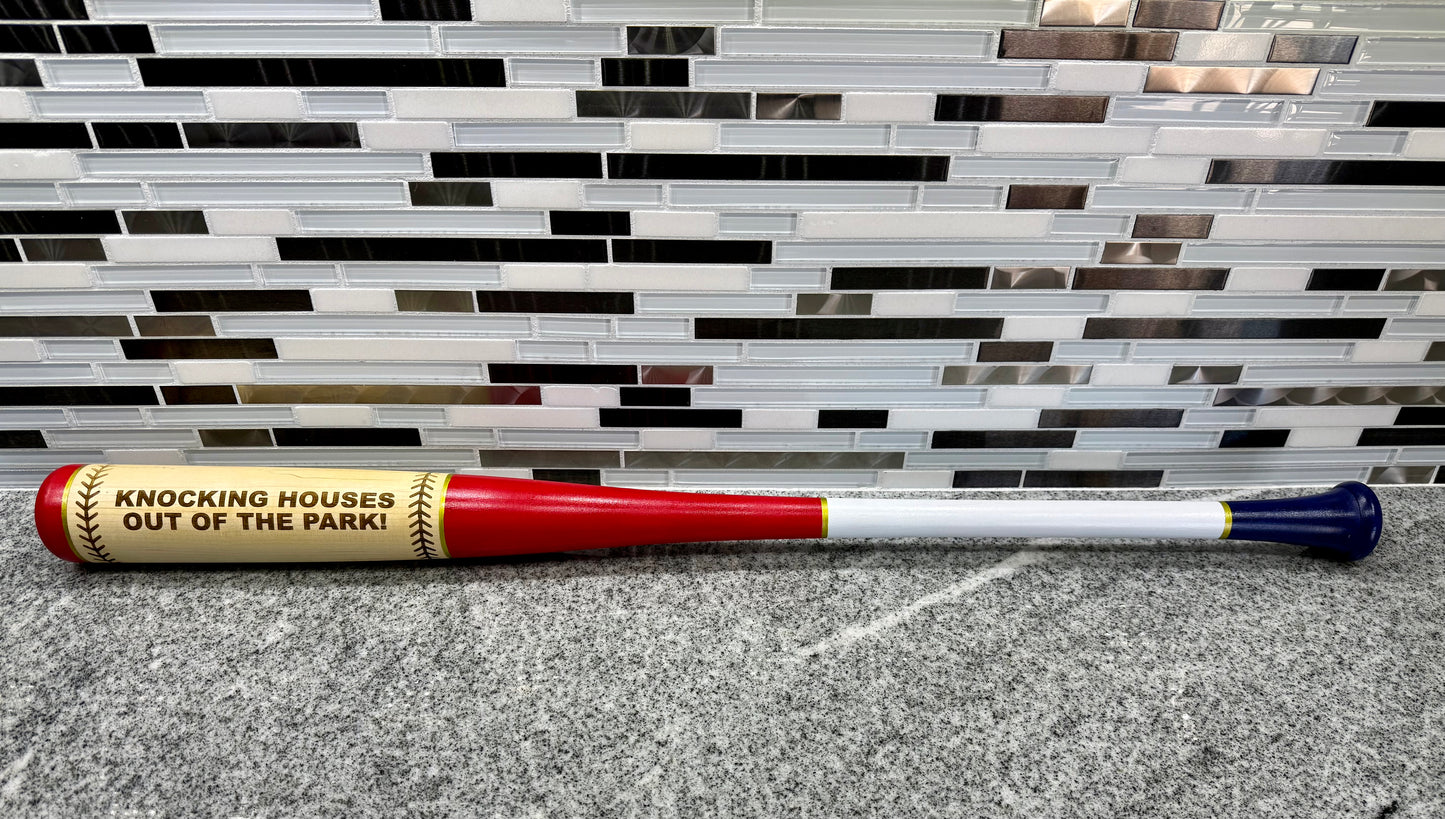 KNOCKING HOUSES
OUT OF THE PARK!